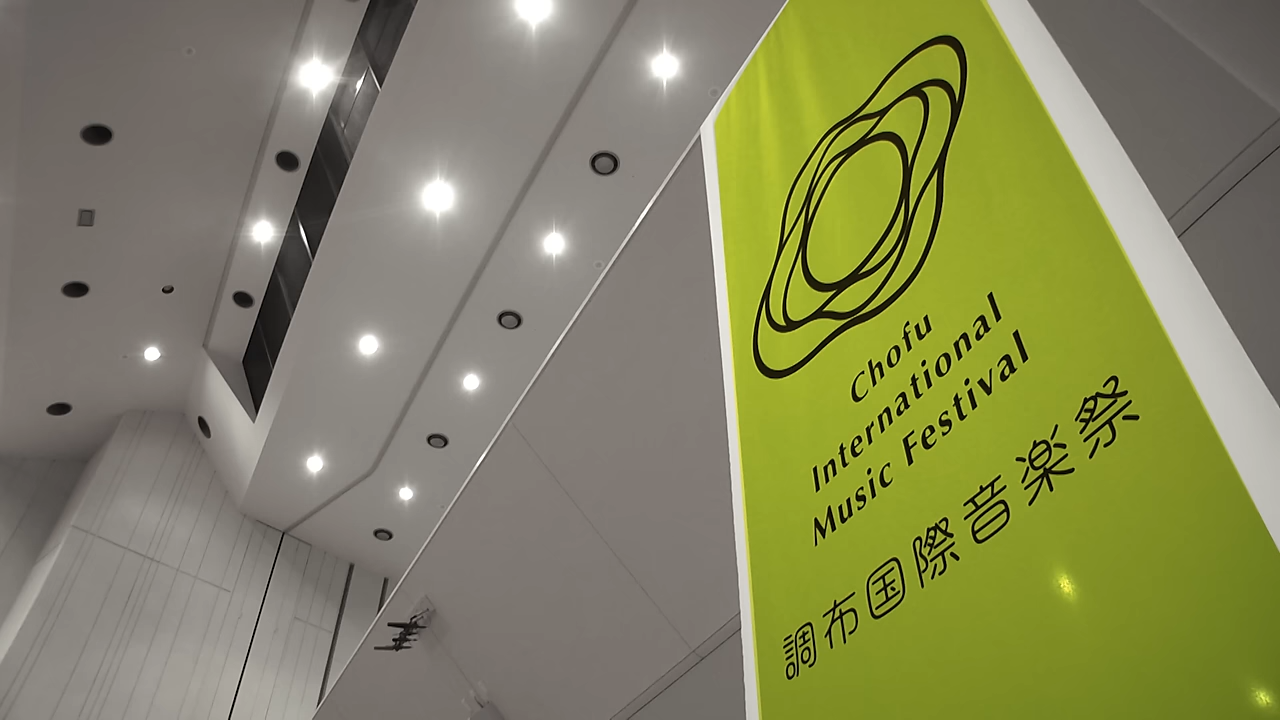 Chofu
International
Music Festival
調布国際音楽祭